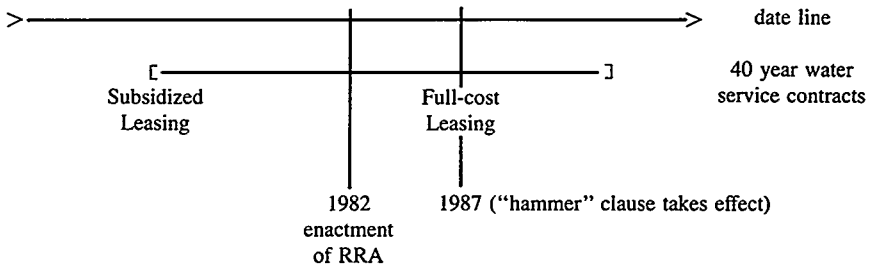 date line
40 year water
service contracts
Subsidized
Leasing
Full-cost
Leasing
1982
enactment
of RRA
1987 ("hammer" clause takes effect)